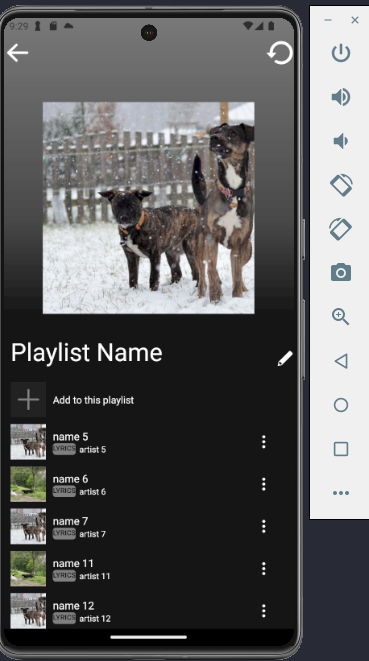 9:29
Playlist Name
Add to this playlist
name 5
LYRICS artist 5
name 6
LYRICS artist 6
name 7
LYRICS artist 7
name 11
LYRICS artist 11
name 12
LYRICS artist 12